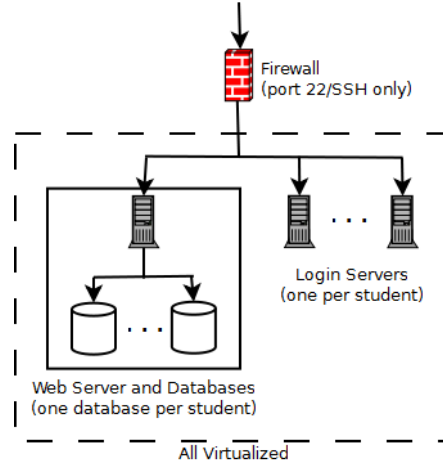 Firewall
(port 22/SSH only)
. . .
Login Servers
(one per student)
. . .
Web Server and Databases
(one database per student)
All Virtualized